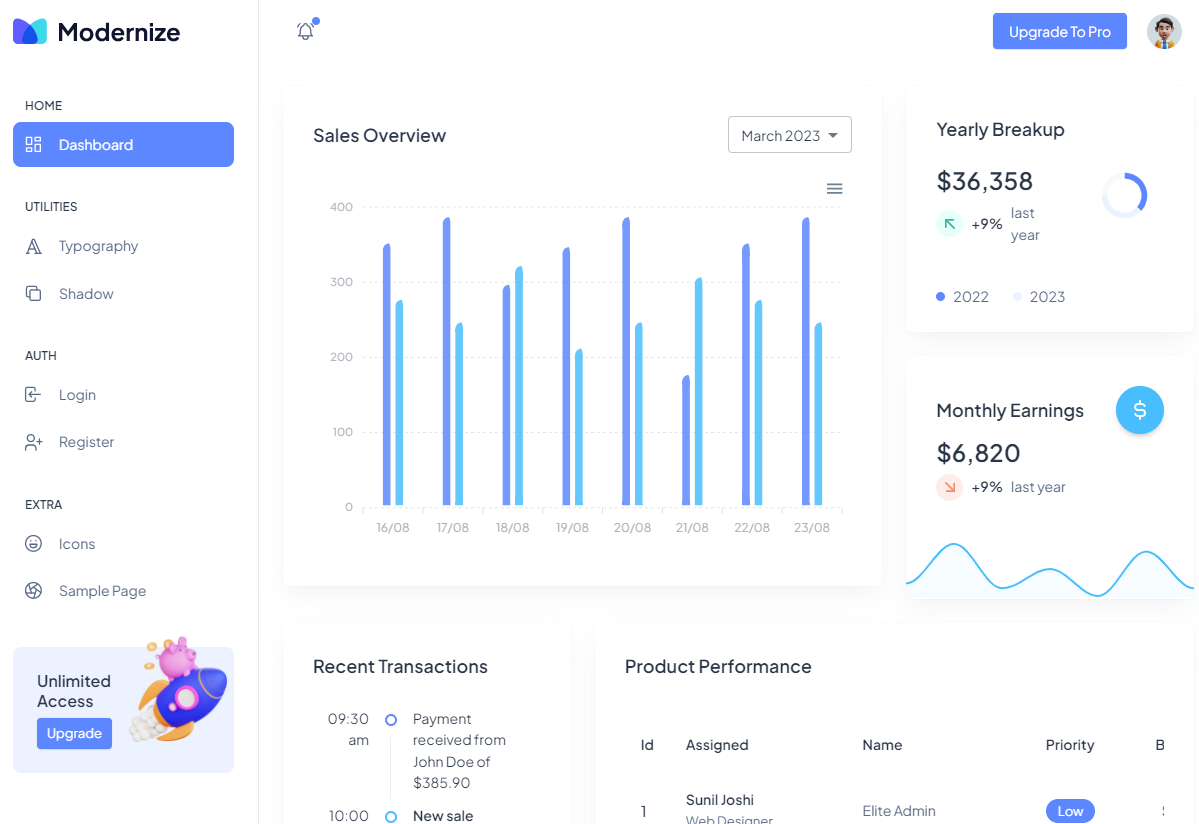 Modernize
Upgrade To Pro
HOME
Dashboard
UTILITIES
Typography
Shadow
AUTH
Login
Register
EXTRA
Icons
Sample Page
Unlimited
Access
Upgrade
Sales Overview
March 2023
400
300
200
100
0
16/08 17/08 18/08 19/08 20/08 21/08 22/08 23/08
Yearly Breakup
$36,358
+9% last
year
2022 2023
Monthly Earnings
$
$6,820
+9% last year
Recent Transactions
09:30
am
Payment
received from
John Doe of
$385.90
10:00 New sale
Product Performance
Id Assigned Name Priority
1 Sunil Joshi Elite Admin Low
Web Designer